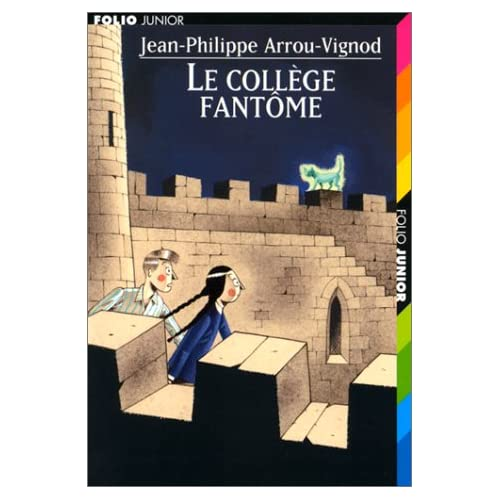 FOLIO JUNIOR
Jean-Philippe Arrou-Vignod
LE COLLÈGE
FANTÔME
FOLIO JUNIOR